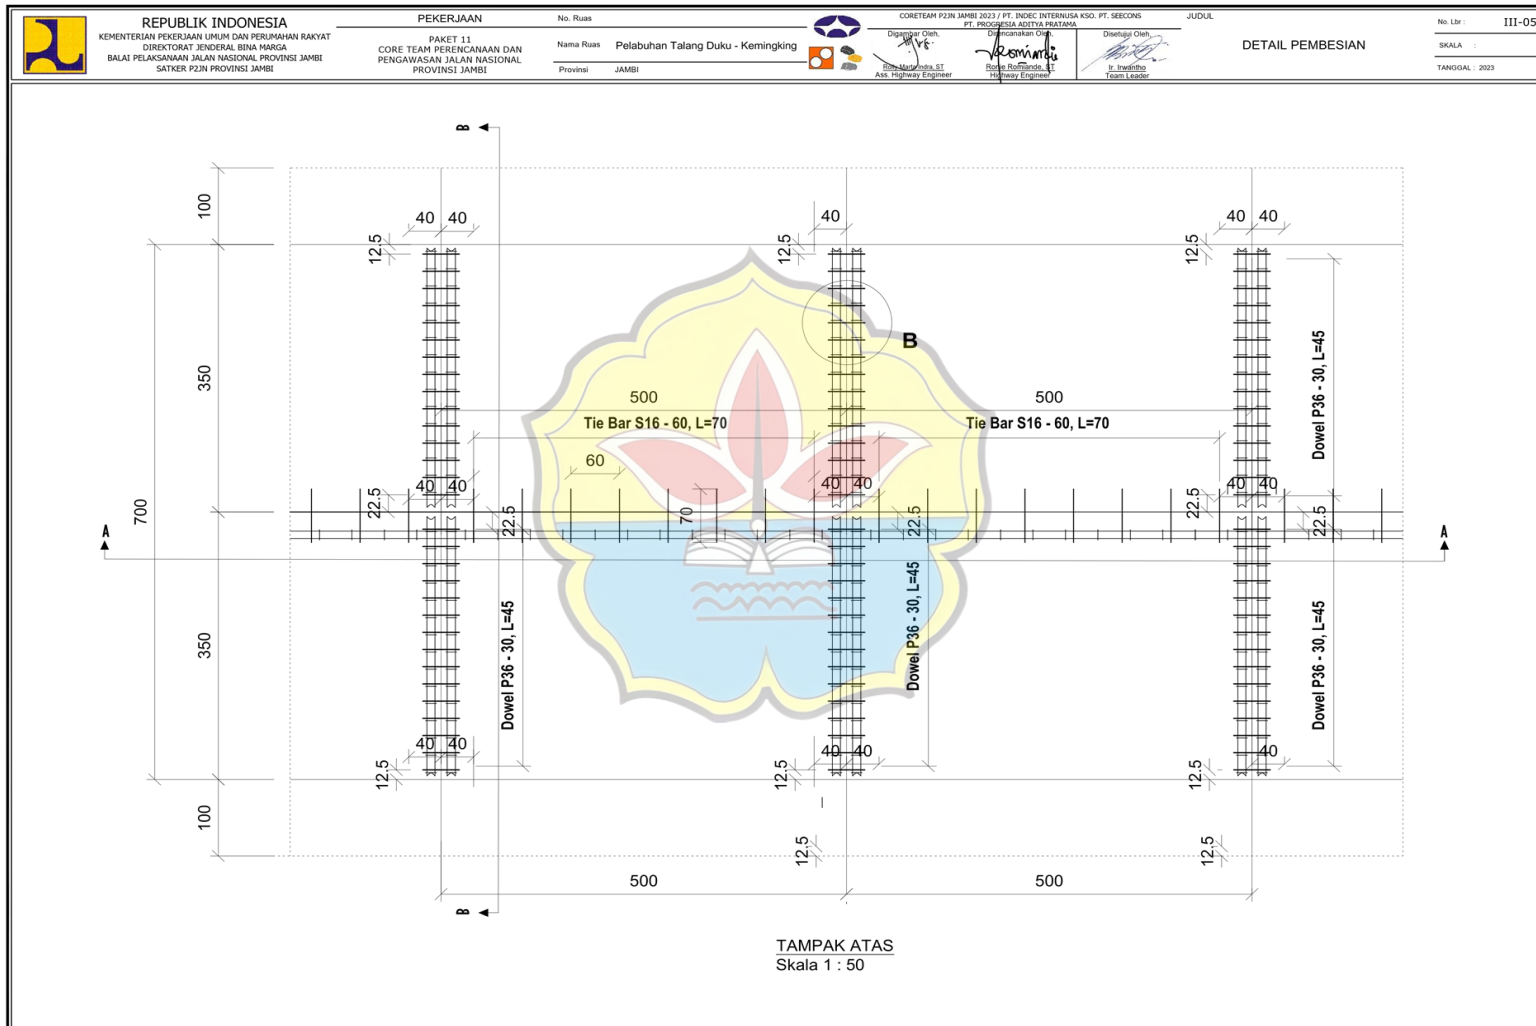 REPUBLIK INDONESIA
KEMENTERIAN PEKERJAAN UMUM DAN PERUMAHAN RAKYAT
DIREKTORAT JENDERAL BINA MARGA
BALAI PELAKSANAAN JALAN NASIONAL PROVINSI JAMBI
SATKER P2JN PROVINSI JAMBI
PEKERJAAN
PAKET 11
CORE TEAM PERENCANAAN DAN
PENGAWASAN JALAN NASIONAL
PROVINSI JAMBI
No. Ruas
Nama Ruas Pelabuhan Talang Duku - Kemingking
Provinsi JAMBI
CORETEAM P2JN JAMBI 2023 / PT. INDEC INTERNUSA KSO. PT. SEECONS
PT. PROGRESIA ADITYA PRATAMA
Digambar Oleh,
Rolly Marta Indra, ST
Ass. Highway Engineer
Direncanakan Oleh,
Ronie Romiande, ST
Highway Engineer
Disetujui Oleh,
Ir. Irwantho
Team Leader
JUDUL
DETAIL PEMBESIAN
No. Lbr : III-05
SKALA :
TANGGAL : 2023
B
100
40 40
40
40 40
12.5
12.5
12.5
B
350
Dowel P36 - 30, L=45
500
500
Tie Bar S16 - 60, L=70
Tie Bar S16 - 60, L=70
60
40 40
40 40
40 40
22.5
22.5
700
70
22.5
22.5
22.5
A
A
350
Dowel P36 - 30, L=45
Dowel P36 - 30, L=45
Dowel P36 - 30, L=45
40 40
40 40
40
12.5
12.5
12.5
100
12.5
12.5
500
500
B
TAMPAK ATAS
Skala 1 : 50